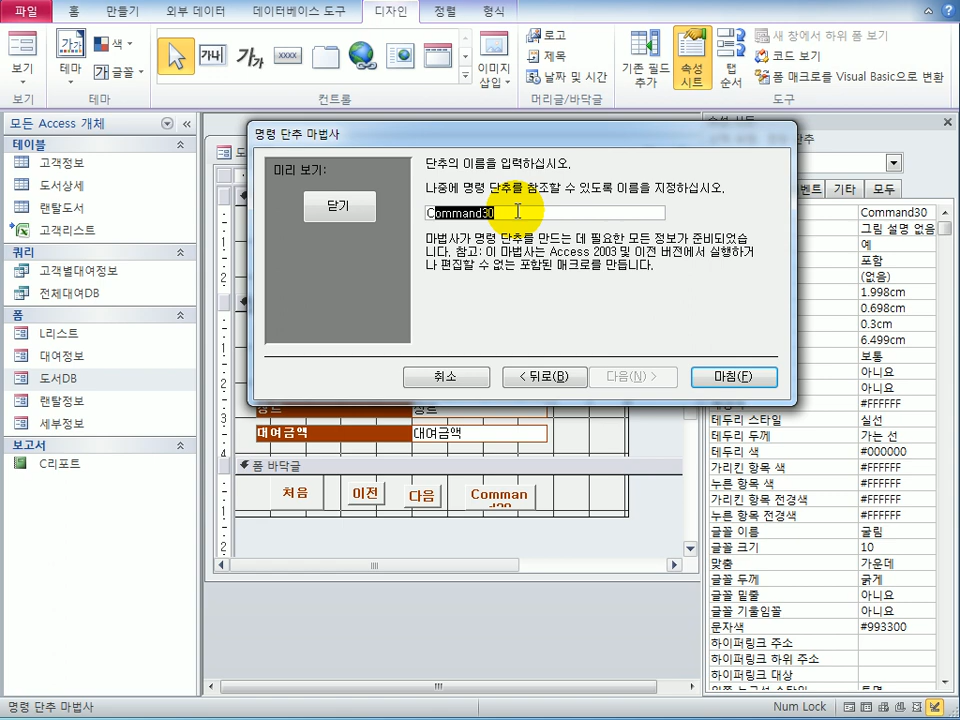 파일 홈 만들기 외부 데이터 데이터베이스 도구 디자인 정렬 형식
보기 테마 색 글꼴 가나 가가 xxxx 이미지 삽입 로고 제목 날짜 및 시간 기존 필드 추가 속성 시트 탭 순서 새 창에서 하위 폼 보기 코드 보기 폼 매크로를 Visual Basic으로 변환
보기 테마 컨트롤 머리글/바닥글 도구
모든 Access 개체
테이블
고객정보
도서상세
랜탈도서
고객리스트
쿼리
고객별대여정보
전체대여DB
폼
L리스트
대여정보
도서DB
랜탈정보
세부정보
보고서
C리포트
명령 단추 마법사
미리 보기:
닫기
단추의 이름을 입력하십시오.
나중에 명령 단추를 참조할 수 있도록 이름을 지정하십시오.
Command30
마법사가 명령 단추를 만드는 데 필요한 모든 정보가 준비되었습
니다. 참고: 이 마법사는 Access 2003 및 이전 버전에서 실행하거
나 편집할 수 없는 포함된 매크로를 만듭니다.
취소 < 뒤로(B) 다음(N) > 마침(F)
대여금액 대여금액
폼 바닥글
처음 이전 다음 Comman
기타 모두
Command30
그림 설명 없음
예
포함
(없음)
1.998cm
0.698cm
0.3cm
6.499cm
보통
아니요
아니요
#FFFFFF
테두리 스타일 실선
테두리 두께 가는 선
테두리 색 #000000
가리킨 항목 색 #FFFFFF
누른 항목 색 #FFFFFF
가리킨 항목 전경색 #FFFFFF
누른 항목 전경색 #FFFFFF
글꼴 이름 굴림
글꼴 크기 10
맞춤 가운데
글꼴 두께 굵게
글꼴 밑줄 아니요
글꼴 기울임꼴 아니요
문자색 #993300
하이퍼링크 주소
하이퍼링크 하위 주소
하이퍼링크 대상
명령 단추 마법사 Num Lock